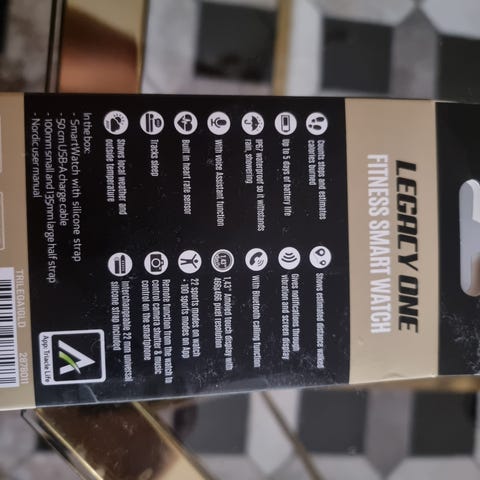 LEGACY ONE
FITNESS SMART WATCH
Counts steps and estimates
calories burned
Up to 5 days of battery life
IP67 waterproof so it withstands
rain, showering
With voice Assistant function
Built in heart rate sensor
Tracks sleep
Shows local weather and
outside temperature
Shows estimated distance walked
Gives notifications through
vibration and screen display
With Bluetooth calling function
1.43"
1.43" Amoled touch display with
466x466 pixel resolution
22 sports modes on watch
+ 100 sports modes on App
Remote function from the watch to
control camera shutter & music
control on the smartphone
Interchangeable 22 mm universal
silicone strap included
In the box:
- SmartWatch with silicone strap
- 50 cm USB-A charge cable
- 100mm small and 135mm large half strap
- Nordic user manual
App: Triacle Life
TRILEGA1GLD
2878011